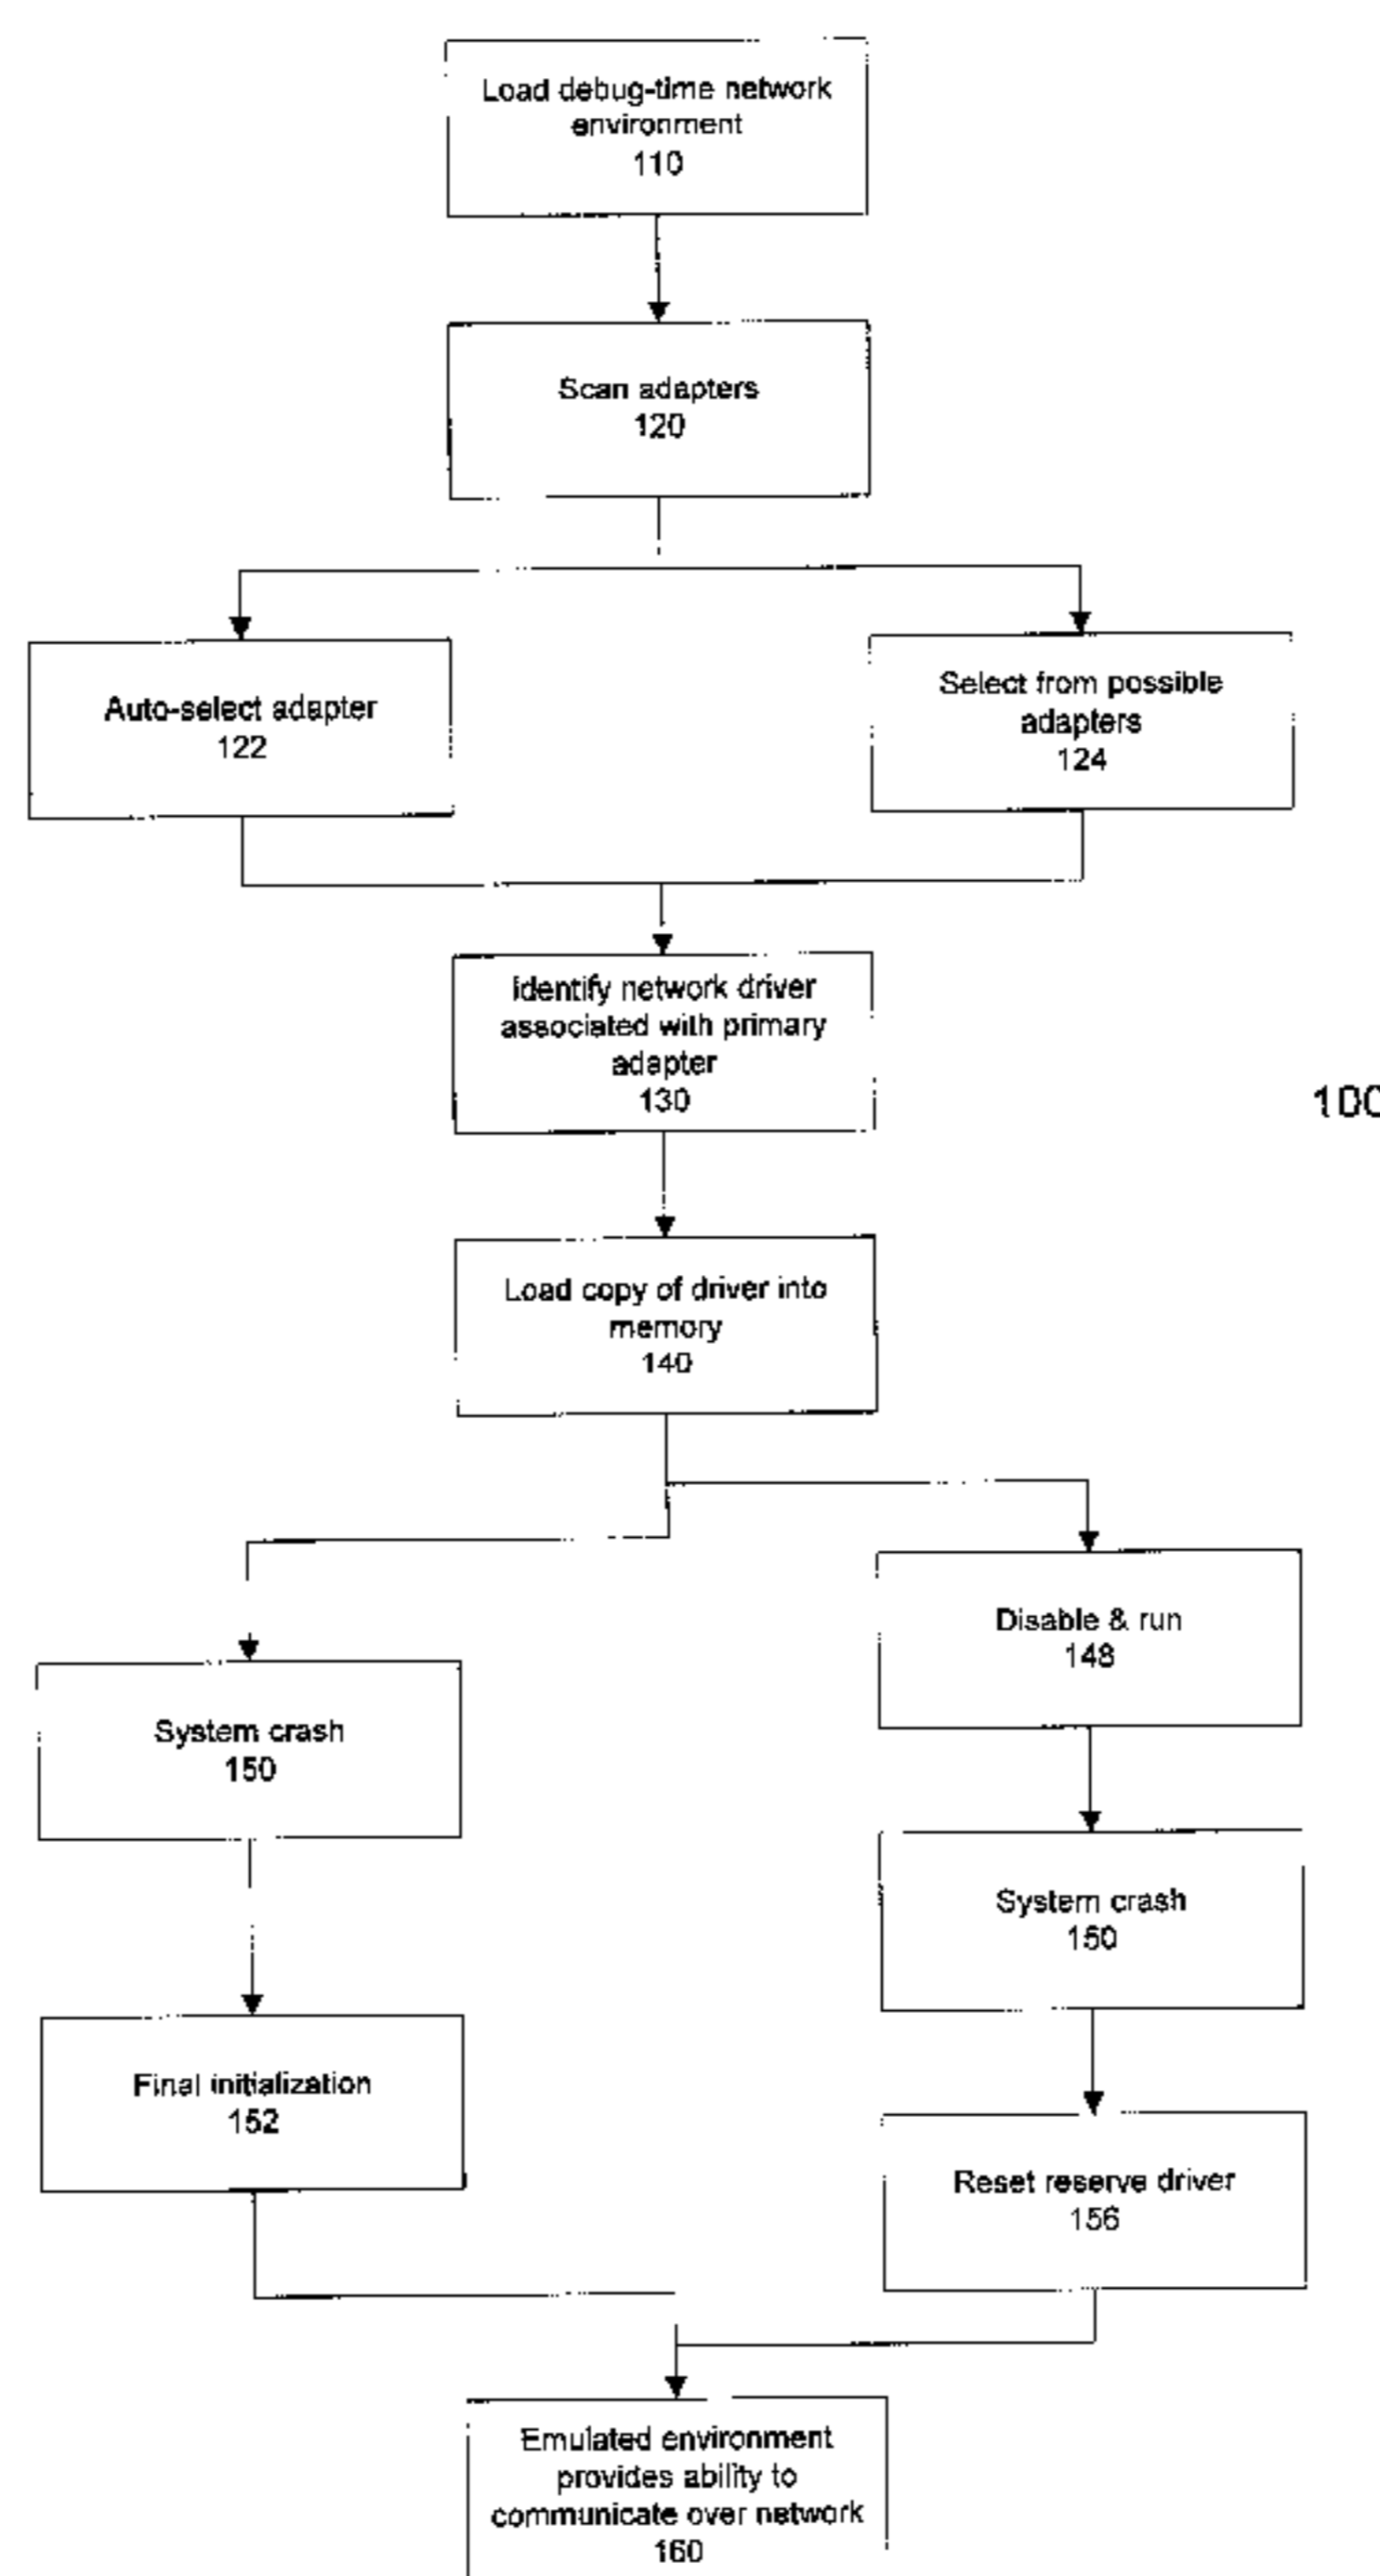 Load debug-time network
environment
110
Scan adapters
120
Auto-select adapter
122
Select from possible
adapters
124
Identify network driver
associated with primary
adapter
130
100
Load copy of driver into
memory
140
Disable & run
148
System crash
150
System crash
150
Final initialization
152
Reset reserve driver
156
Emulated environment
provides ability to
communicate over network
160